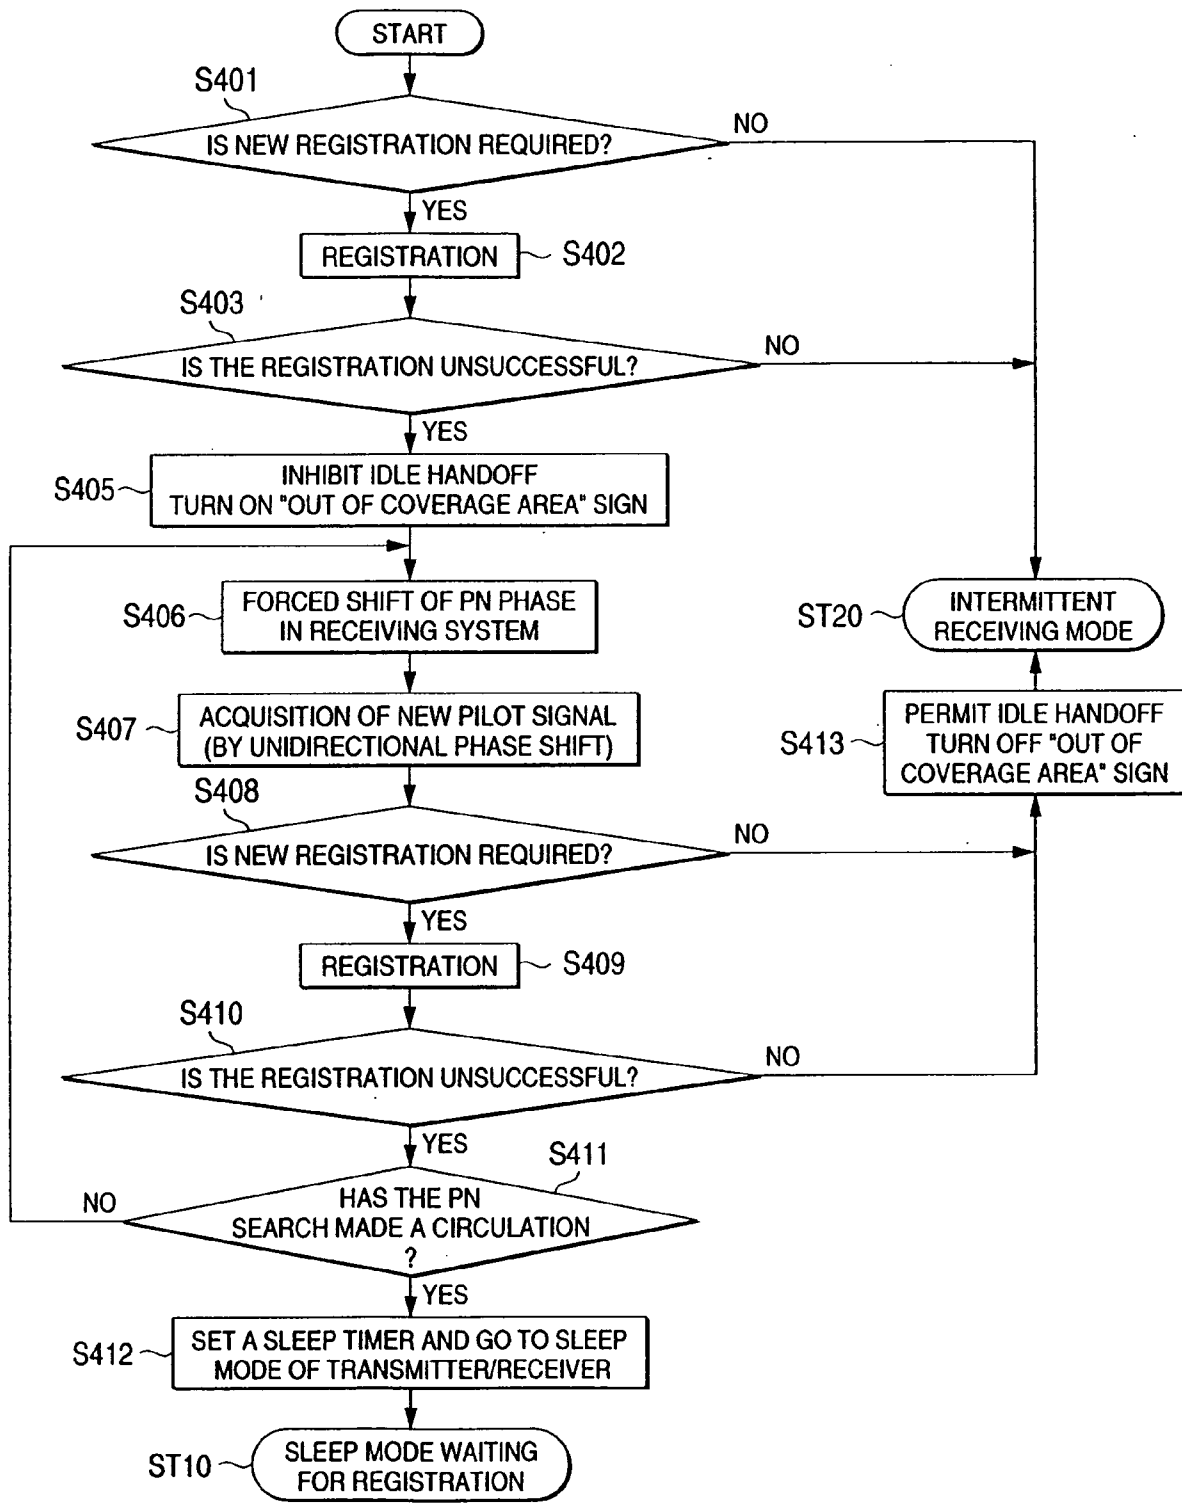 START
S401
IS NEW REGISTRATION REQUIRED?
NO
YES
REGISTRATION
S402
S403
IS THE REGISTRATION UNSUCCESSFUL?
NO
YES
S405
INHIBIT IDLE HANDOFF
TURN ON "OUT OF COVERAGE AREA" SIGN
S406
FORCED SHIFT OF PN PHASE
IN RECEIVING SYSTEM
ST20
INTERMITTENT
RECEIVING MODE
S407
ACQUISITION OF NEW PILOT SIGNAL
(BY UNIDIRECTIONAL PHASE SHIFT)
S413
PERMIT IDLE HANDOFF
TURN OFF "OUT OF
COVERAGE AREA" SIGN
S408
IS NEW REGISTRATION REQUIRED?
NO
YES
REGISTRATION
S409
S410
IS THE REGISTRATION UNSUCCESSFUL?
NO
YES
S411
HAS THE PN
SEARCH MADE A CIRCULATION
?
NO
YES
S412
SET A SLEEP TIMER AND GO TO SLEEP
MODE OF TRANSMITTER/RECEIVER
ST10
SLEEP MODE WAITING
FOR REGISTRATION